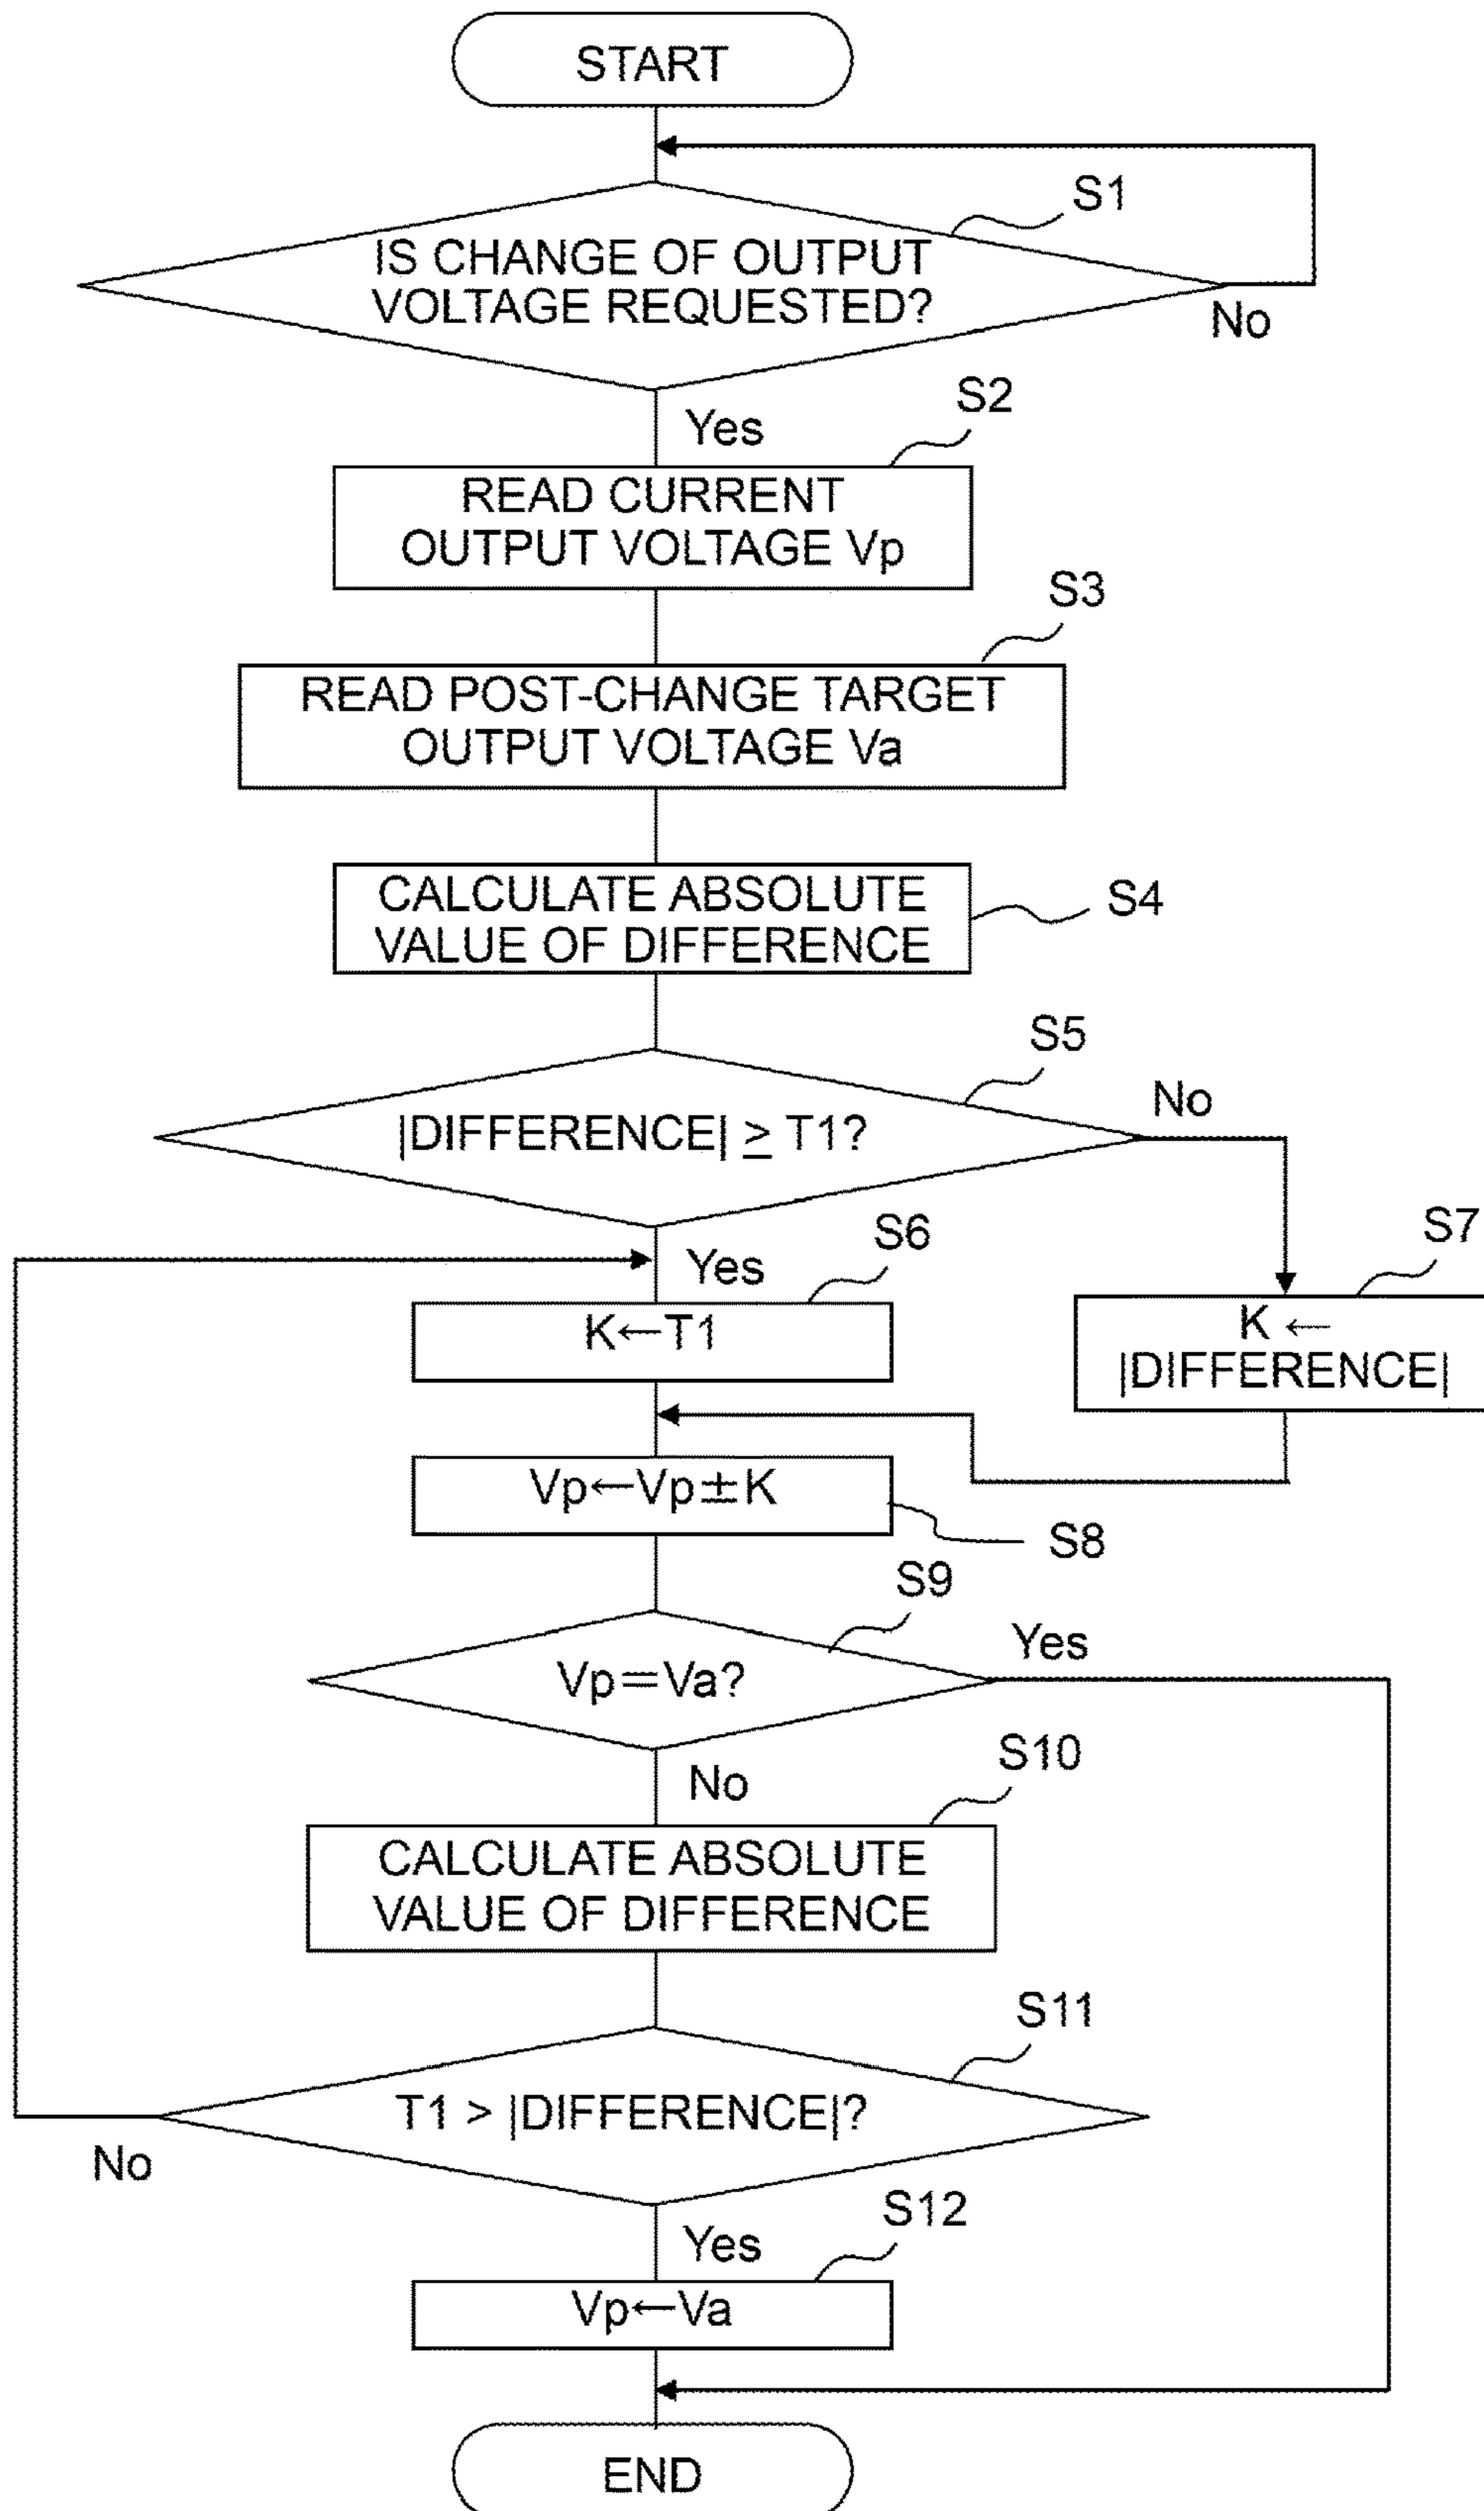 START
S1
IS CHANGE OF OUTPUT
VOLTAGE REQUESTED?
No
Yes
S2
READ CURRENT
OUTPUT VOLTAGE Vp
S3
READ POST-CHANGE TARGET
OUTPUT VOLTAGE Va
CALCULATE ABSOLUTE
VALUE OF DIFFERENCE
S4
S5
|DIFFERENCE| ≥ T1?
No
Yes
S6
K←T1
S7
K ←
|DIFFERENCE|
Vp←Vp±K
S8
S9
Vp=Va?
Yes
No
S10
CALCULATE ABSOLUTE
VALUE OF DIFFERENCE
S11
T1 > |DIFFERENCE|?
No
Yes
S12
Vp←Va
END